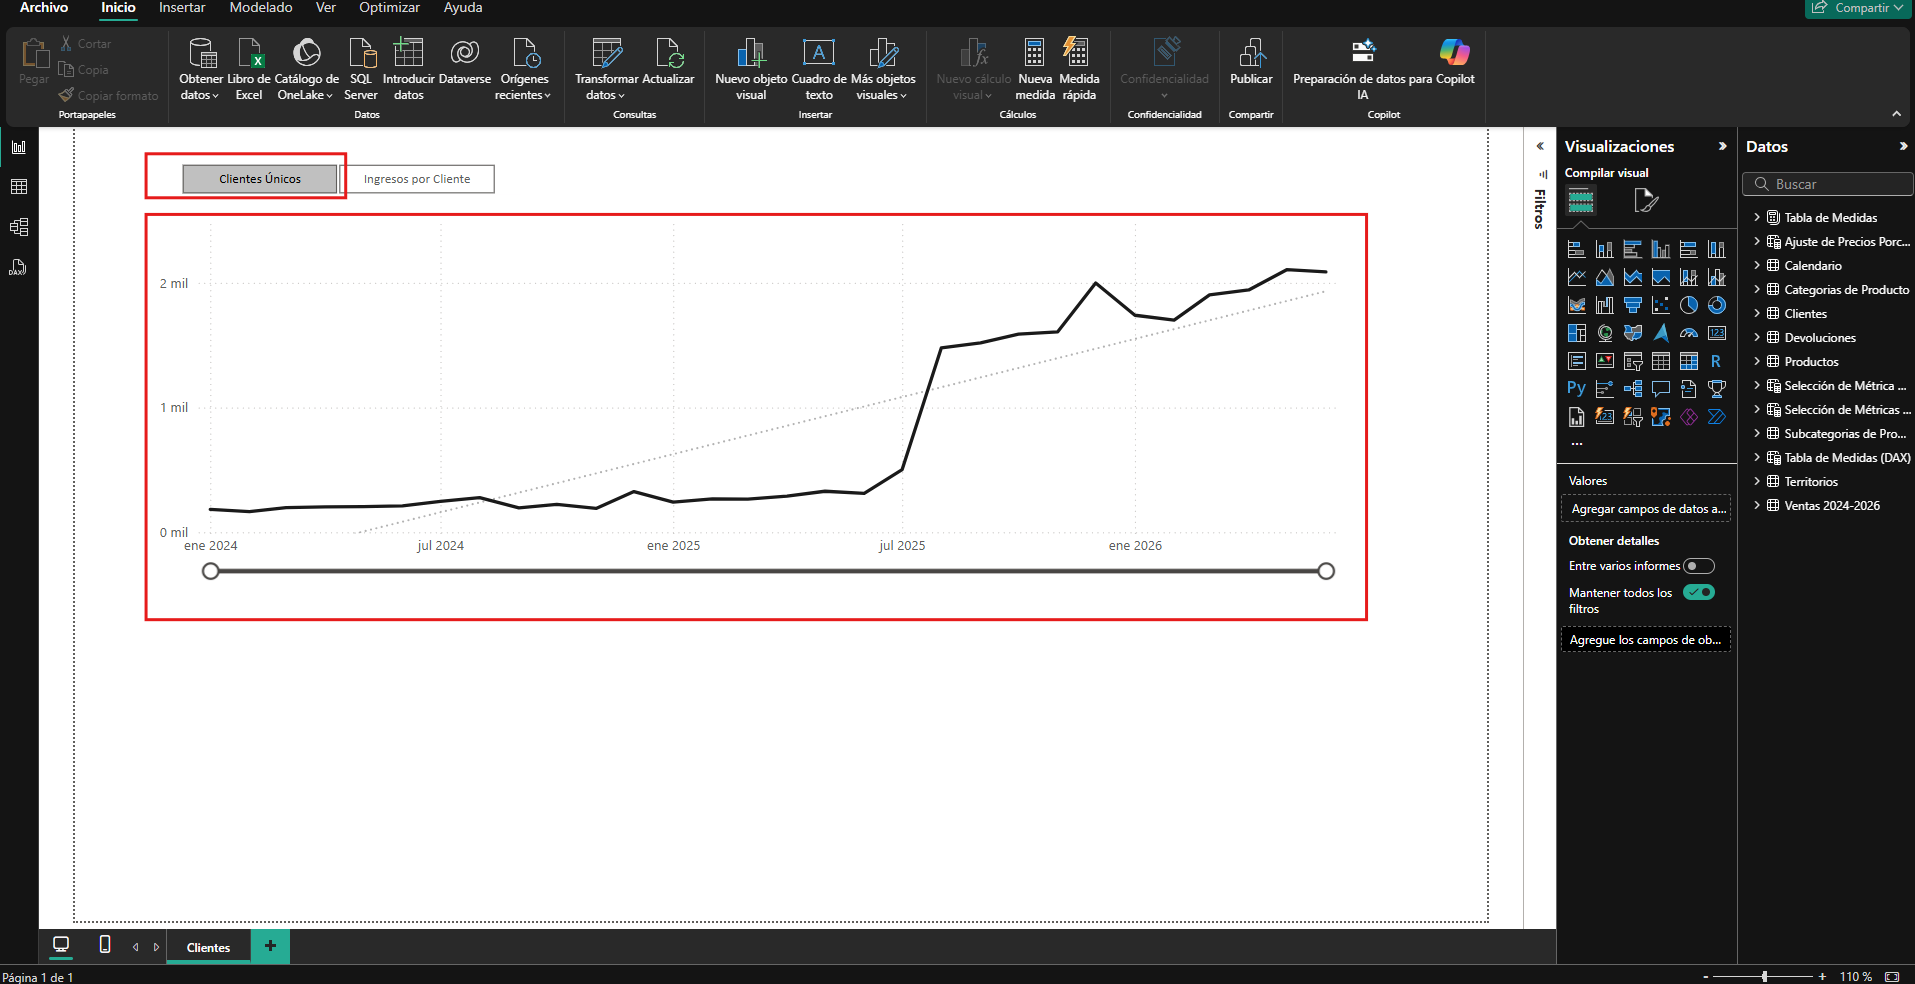 Archivo Inicio Insertar Modelado Ver Optimizar Ayuda Compartir
Pegar
Cortar
Copia
Copiar formato
Portapapeles
Obtener datos
Libro de Excel
Catálogo de OneLake
SQL Server
Introducir datos
Dataverse
Orígenes recientes
Datos
Transformar datos
Actualizar
Consultas
Nuevo objeto visual
Cuadro de texto
A
Más objetos visuales
Insertar
Nuevo cálculo visual
Nueva medida
Medida rápida
Cálculos
Confidencialidad
Confidencialidad
Publicar
Compartir
Preparación de datos para IA
Copilot
Copilot
Clientes Únicos
Ingresos por Cliente
2 mil
1 mil
0 mil
ene 2024 jul 2024 ene 2025 jul 2025 ene 2026
Filtros
Visualizaciones
Compilar visual
123
R
Py
123
...
Valores
Agregar campos de datos a...
Obtener detalles
Entre varios informes
Mantener todos los
filtros
Agregue los campos de ob...
Datos
Buscar
Tabla de Medidas
Ajuste de Precios Porc...
Calendario
Categorias de Producto
Clientes
Devoluciones
Productos
Selección de Métrica ...
Selección de Métricas ...
Subcategorias de Pro...
Tabla de Medidas (DAX)
Territorios
Ventas 2024-2026
DAX
Clientes +
Página 1 de 1
- + 110 %